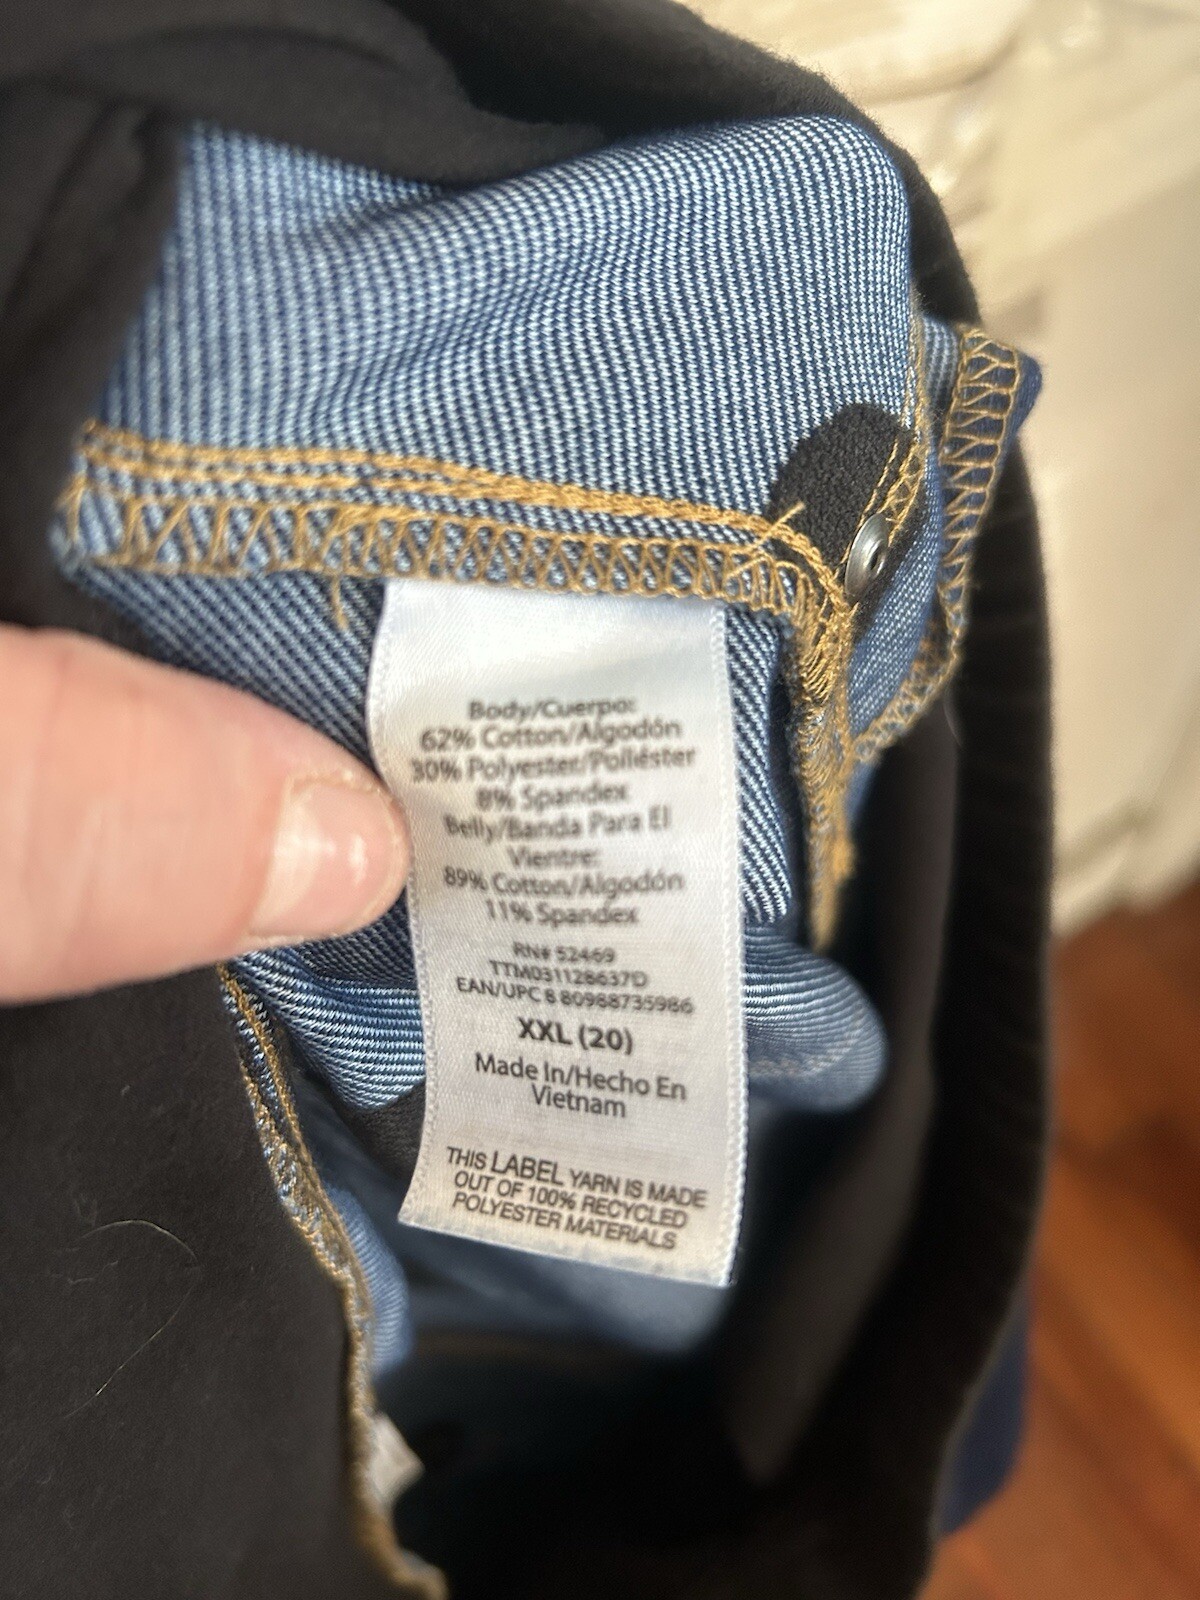 Body/Cuerpo:
62% Cotton/Algodón
30% Polyester/Poliéster
8% Spandex
Belly/Banda Para El
Vientre:
89% Cotton/Algodón
11% Spandex
RN# 52469
TTM031128637D
EAN/UPC 8 80988735986
XXL (20)
Made In/Hecho En
Vietnam
THIS LABEL YARN IS MADE
OUT OF 100% RECYCLED
POLYESTER MATERIALS